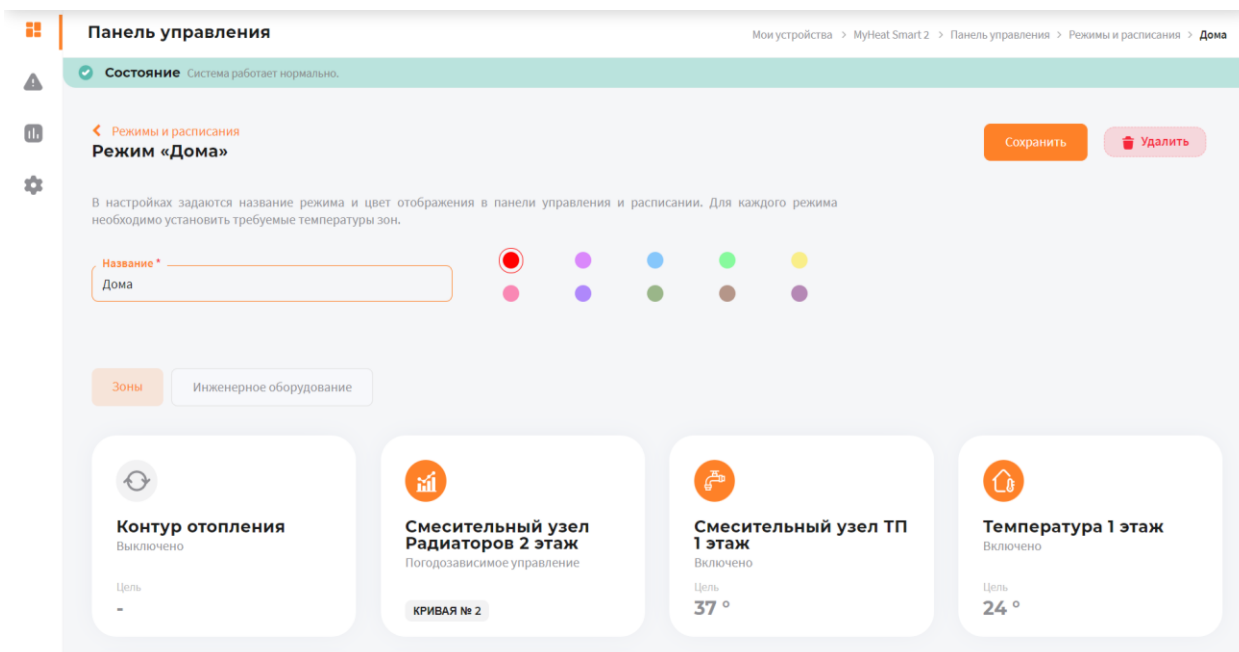 Панель управления
Мои устройства > MyHeat Smart 2 > Панель управления > Режимы и расписания > Дома
Состояние Система работает нормально.
Режимы и расписания
Режим «Дома»
Сохранить
Удалить
В настройках задаются название режима и цвет отображения в панели управления и расписании. Для каждого режима
необходимо установить требуемые температуры зон.
Название *
Дома
Зоны
Инженерное оборудование
Контур отопления
Выключено
Цель
-
Смесительный узел
Радиаторов 2 этаж
Погодозависимое управление
КРИВАЯ № 2
Смесительный узел ТП
1 этаж
Включено
Цель
37 °
Температура 1 этаж
Включено
Цель
24 °